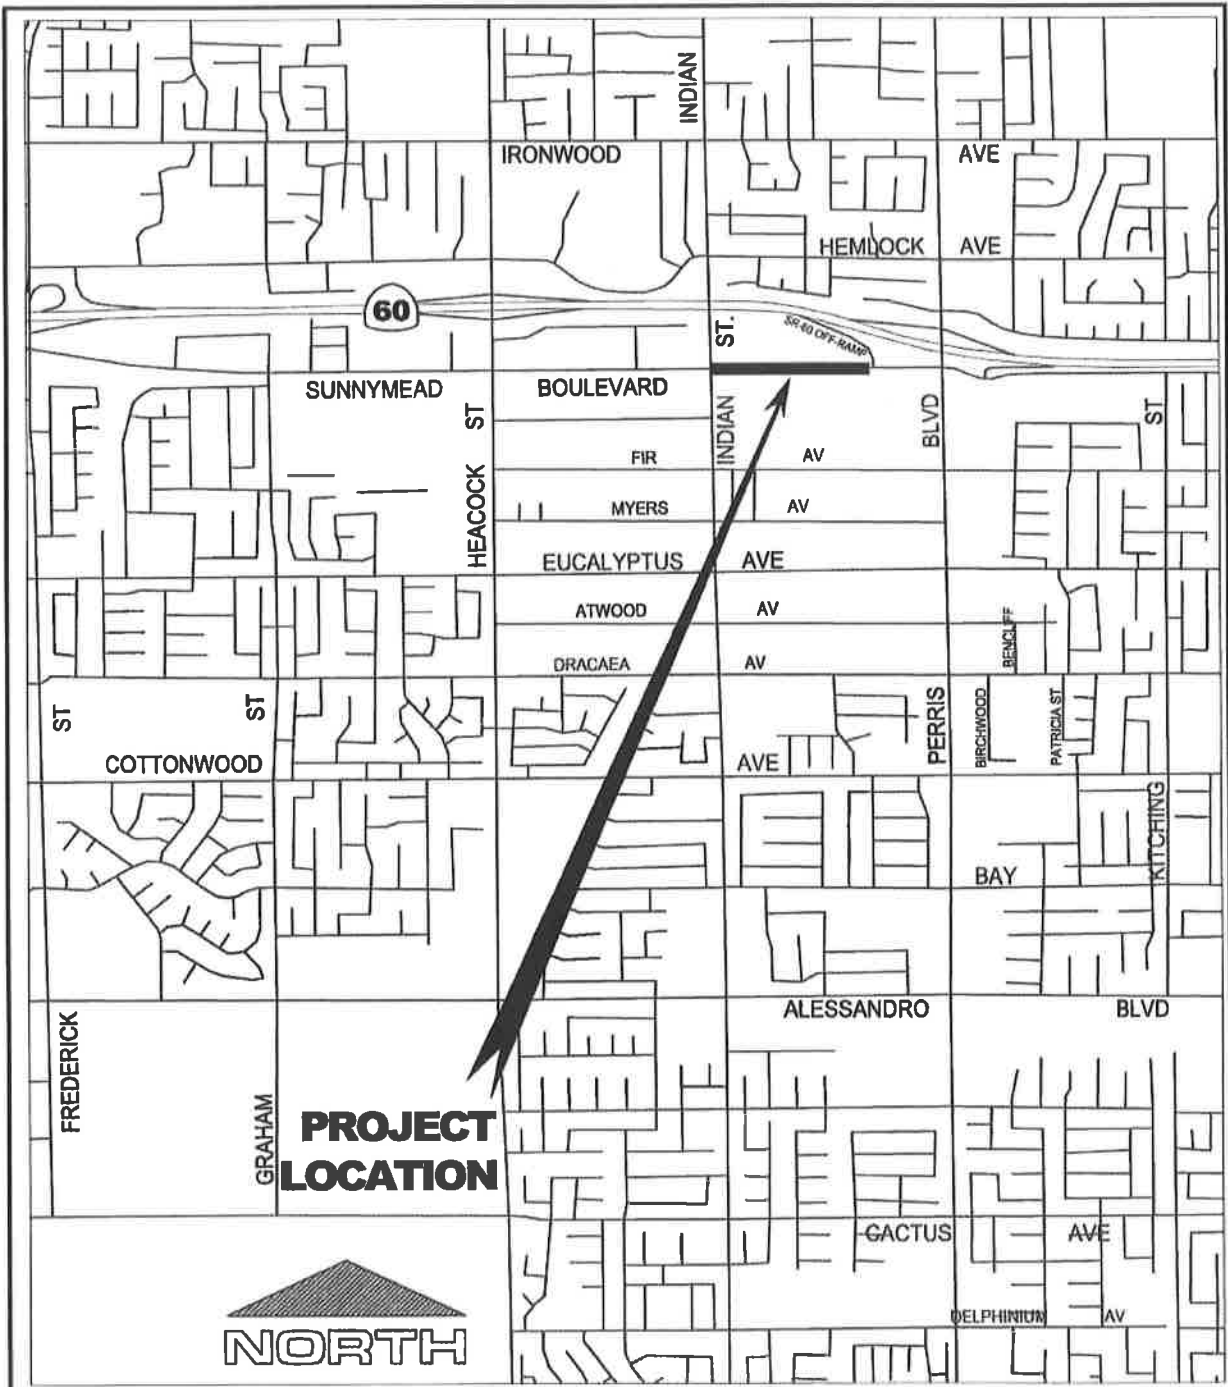 INDIAN
IRONWOOD AVE
HEMLOCK AVE
60
ST.
SR-60 OFF-RAMP
SUNNYMEAD BOULEVARD
HEACOCK ST
INDIAN
BLVD
ST
FIR AV
MYERS AV
EUCALYPTUS AVE
ATWOOD AV
BENCLIFF
DRACAEA AV
ST
ST
PERRIS
BIRCHWOOD
PATRICIA ST
COTTONWOOD AVE
KITCHING
BAY
ALESSANDRO BLVD
FREDERICK
GRAHAM
PROJECT
LOCATION
CACTUS AVE
DELPHINIUM AV
NORTH